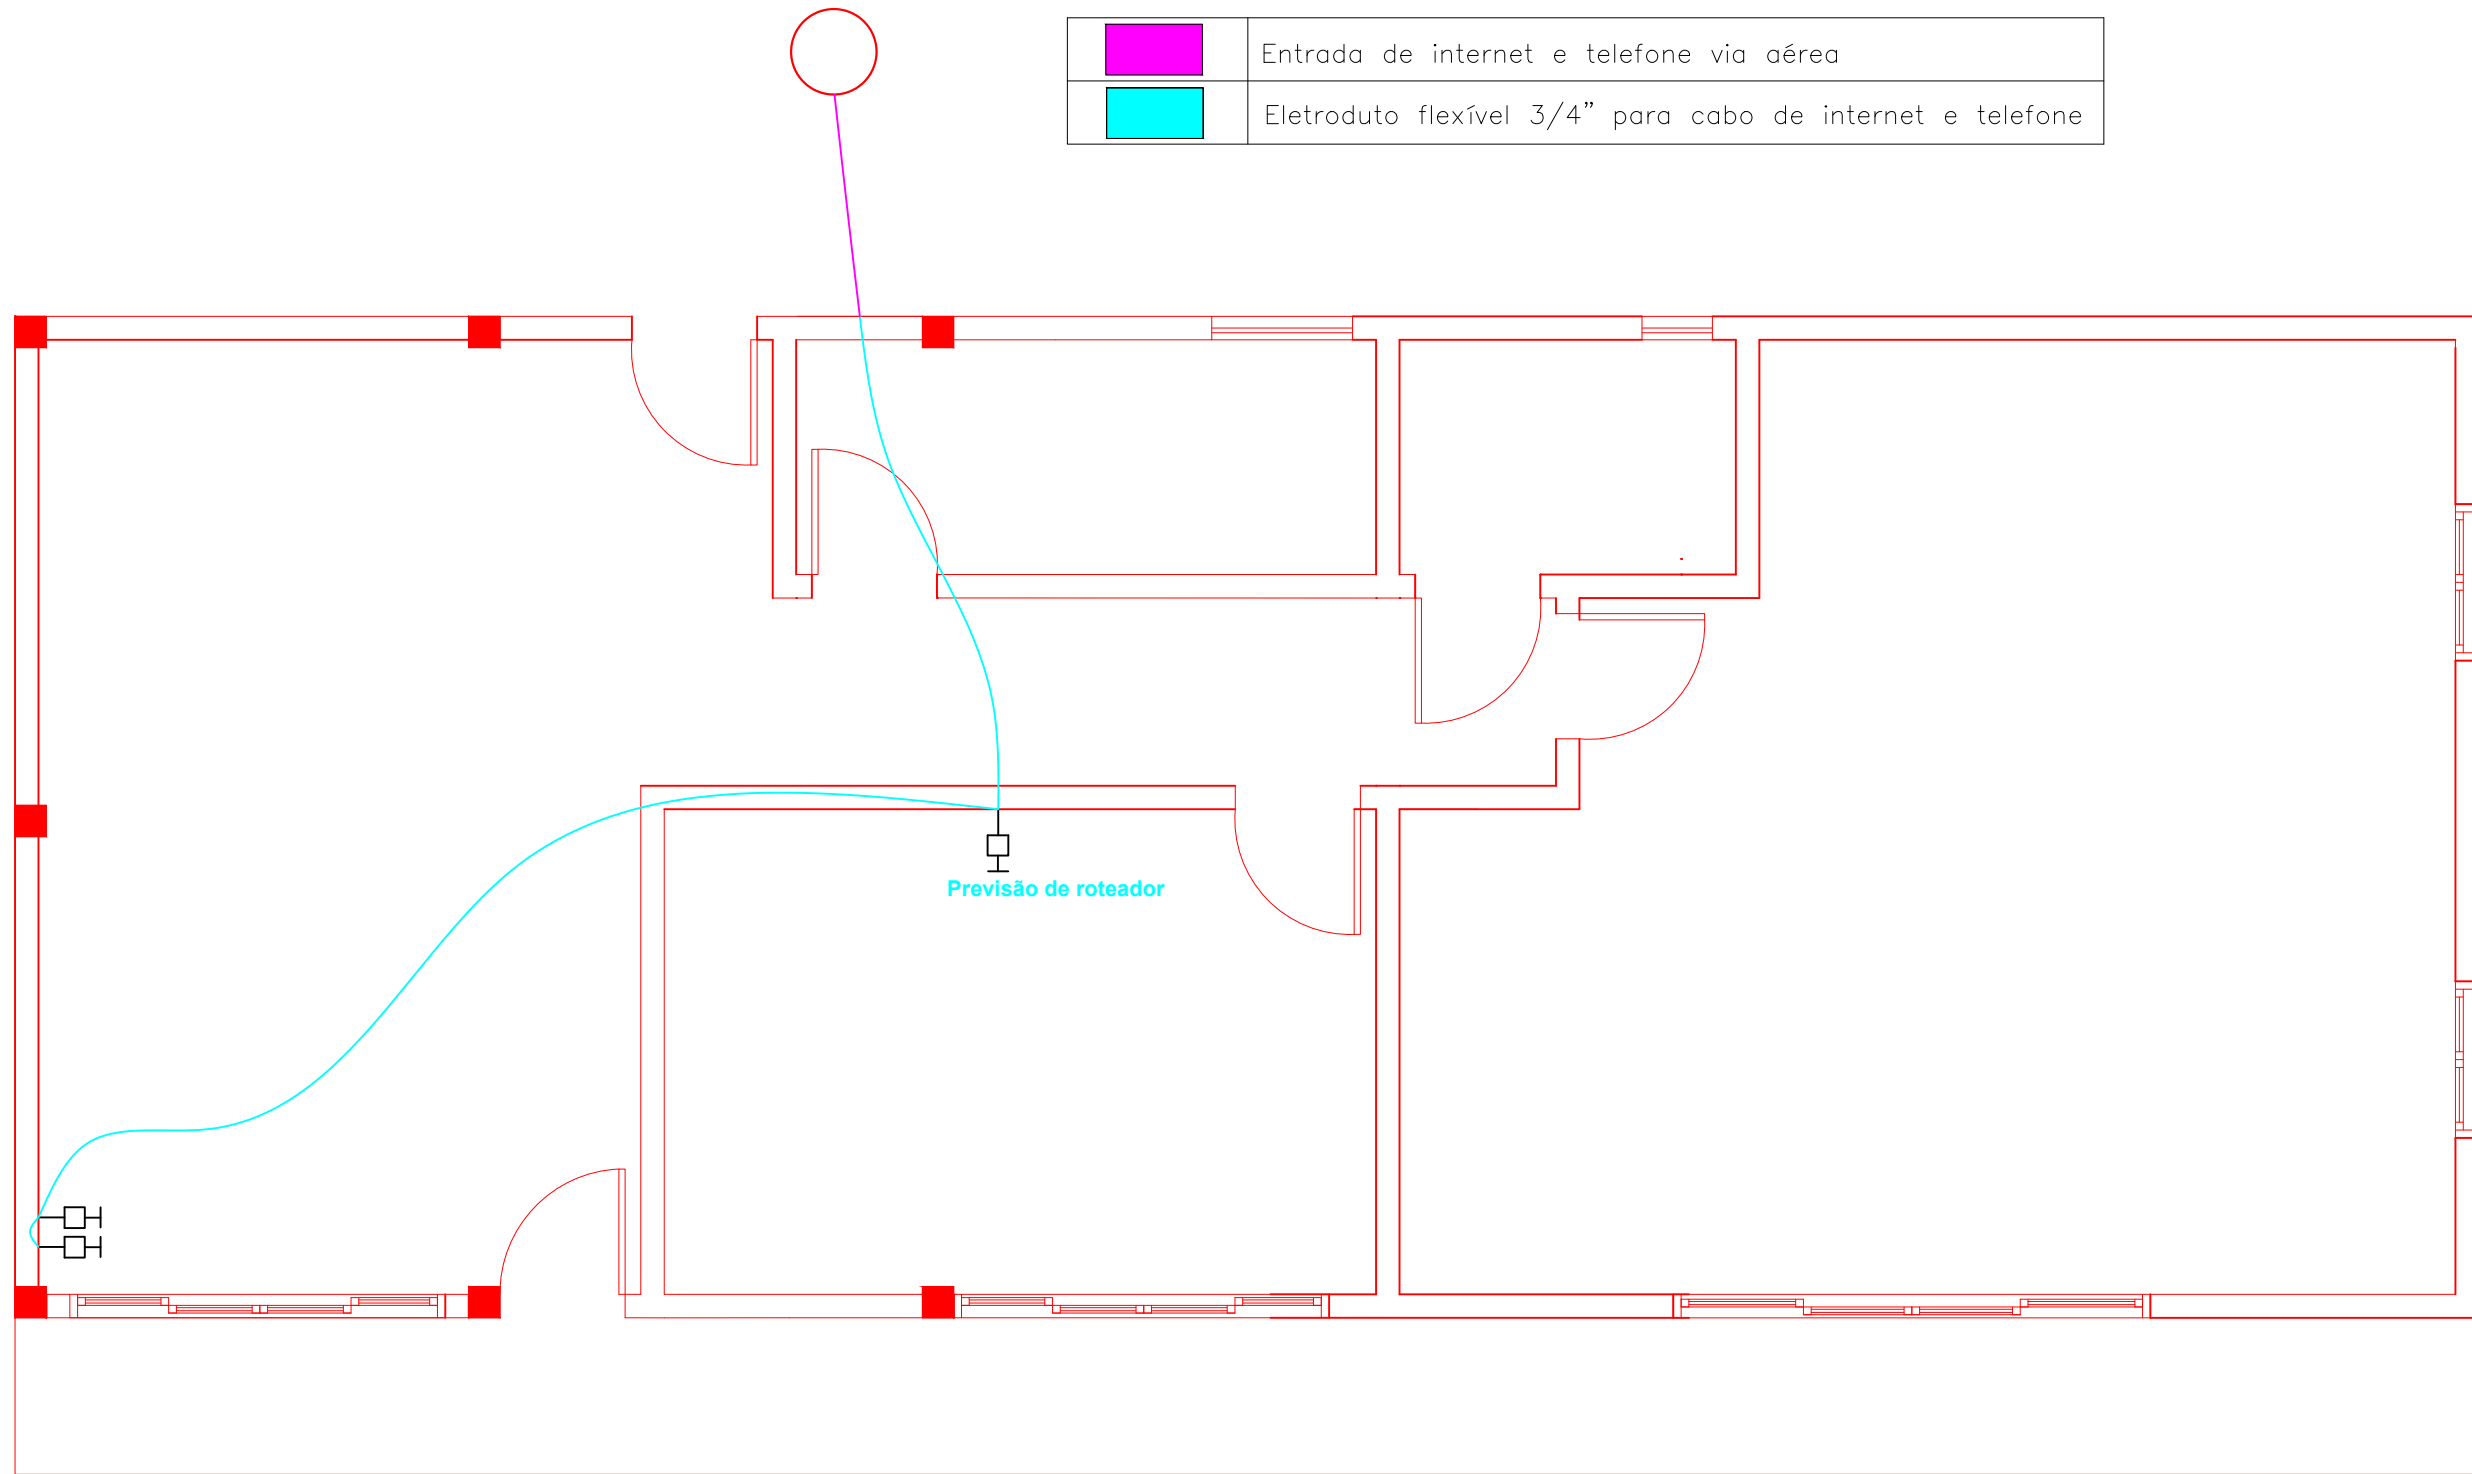 Entrada de internet e telefone via aérea
Eletroduto flexível 3/4” para cabo de internet e telefone
Previsão de roteador